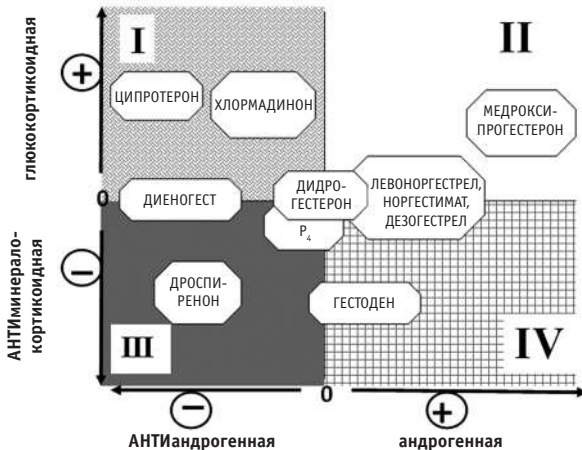 I
II
+
ЦИПРОТЕРОН
ХЛОРМАДИНОН
МЕДРОКСИ-
ПРОГЕСТЕРОН
глюкокортикоидная
0
ДИЕНОГЕСТ
ДИДРО-
ГЕСТЕРОН
ЛЕВОНОРГЕСТРЕЛ,
НОРГЕСТИМАТ,
ДЕЗОГЕСТРЕЛ
P₄
АНТИминерало-
кортикоидная
−
ДРОСПИ-
РЕНОН
ГЕСТОДЕН
III
IV
0
−
+
АНТИандрогенная
андрогенная